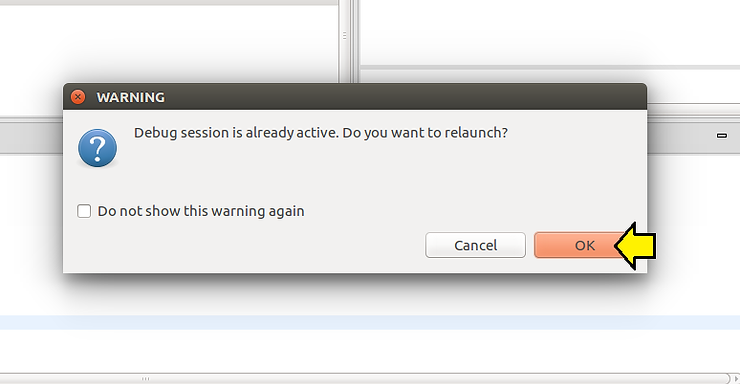 WARNING
Debug session is already active. Do you want to relaunch?
Do not show this warning again
Cancel
OK